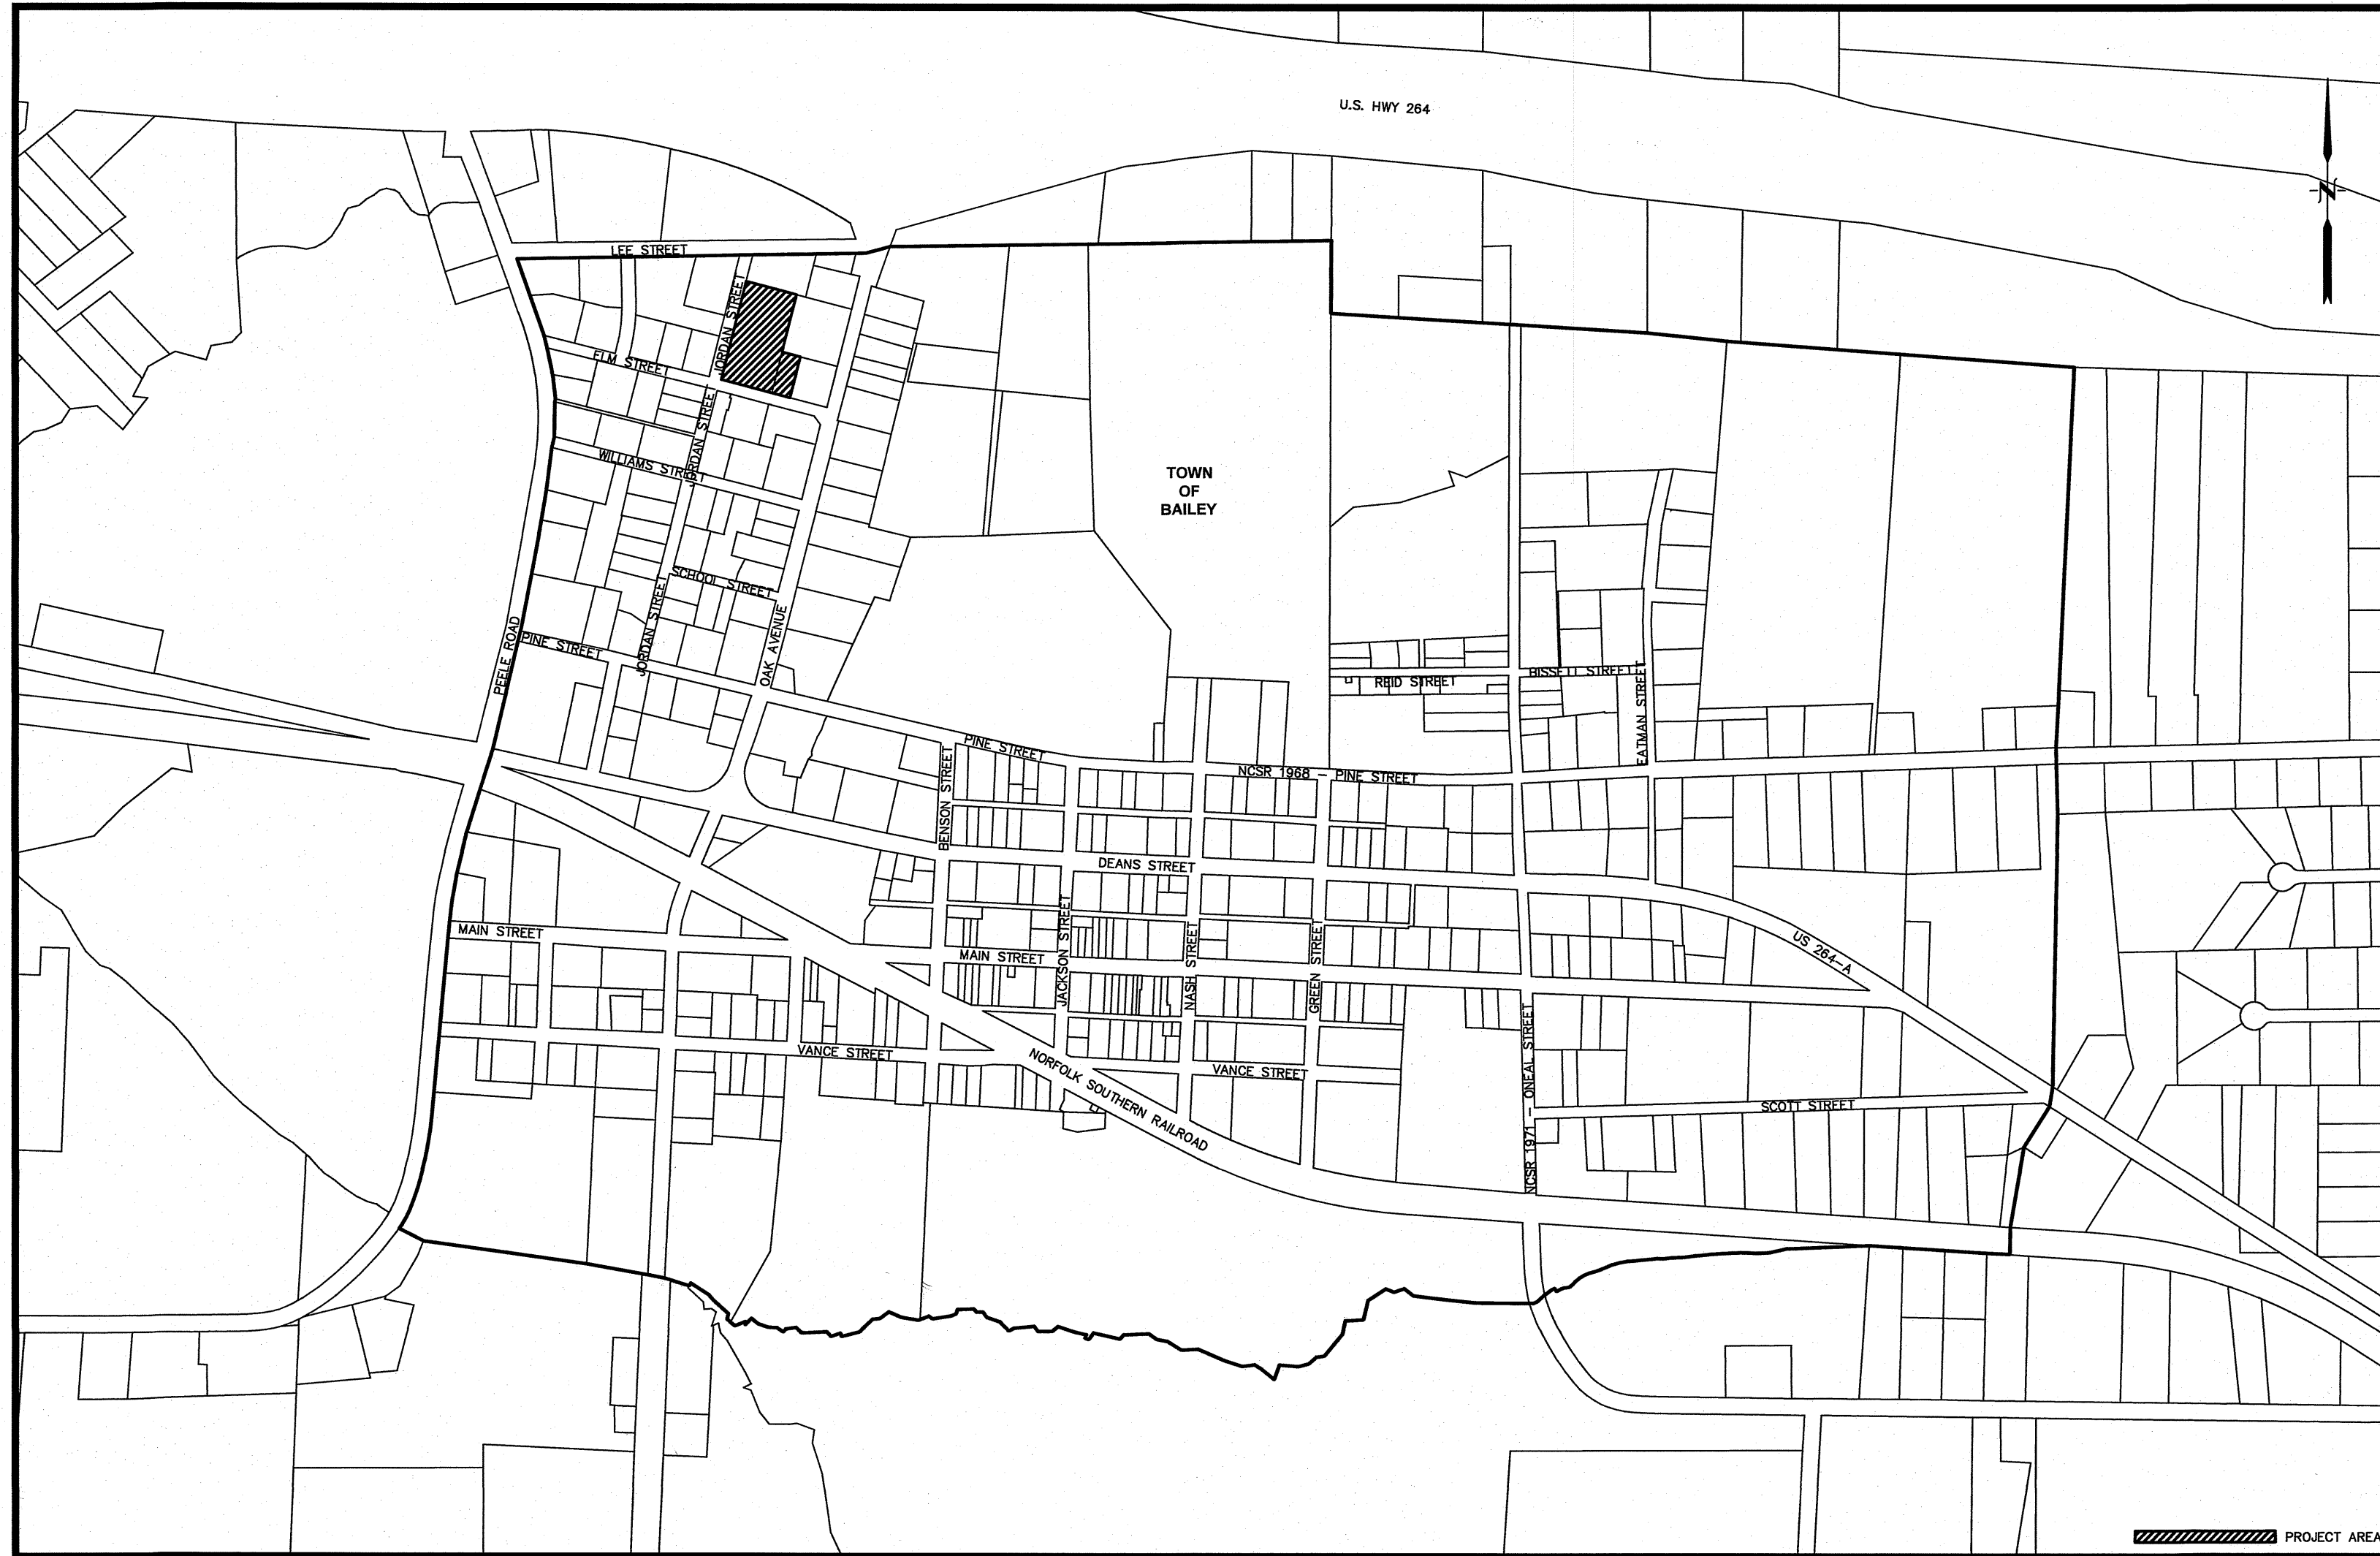 U.S. HWY 264
N
LEE STREET
JORDAN STREET
ELM STREET
JORDAN STREET
WILLIAMS STREET
TOWN
OF
BAILEY
SCHOOL STREET
JORDAN STREET
OAK AVENUE
PEELE ROAD
PINE STREET
REID STREET
BISSETT STREET
EATMAN STREET
PINE STREET
BENSON STREET
NCSR 1968 - PINE STREET
DEANS STREET
MAIN STREET
MAIN STREET
JACKSON STREET
NASH STREET
GREEN STREET
US 264-A
VANCE STREET
NORFOLK SOUTHERN RAILROAD
VANCE STREET
NCSR 1971 - ONEAL STREET
SCOTT STREET
PROJECT AREA